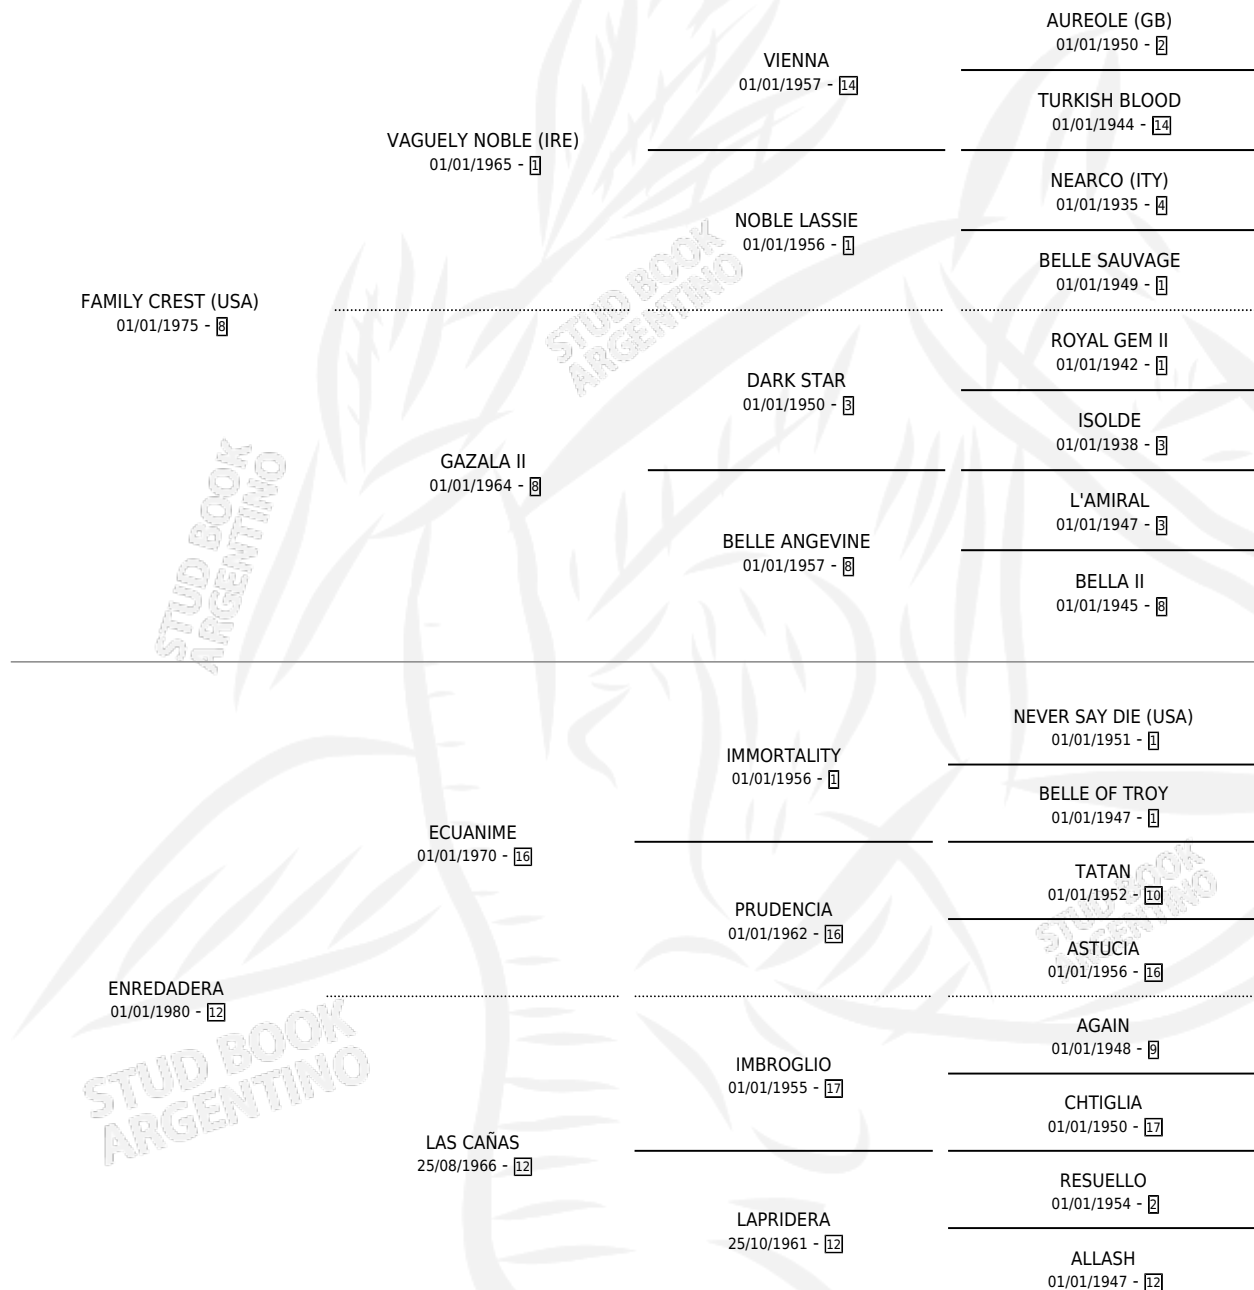 AUREOLE (GB)
01/01/1950 - 2
VIENNA
01/01/1957 - 14
TURKISH BLOOD
01/01/1944 - 14
VAGUELY NOBLE (IRE)
01/01/1965 - 1
NEARCO (ITY)
01/01/1935 - 4
NOBLE LASSIE
01/01/1956 - 1
BELLE SAUVAGE
01/01/1949 - 1
FAMILY CREST (USA)
01/01/1975 - 8
ROYAL GEM II
01/01/1942 - 1
DARK STAR
01/01/1950 - 3
ISOLDE
01/01/1938 - 3
GAZALA II
01/01/1964 - 8
L'AMIRAL
01/01/1947 - 3
BELLE ANGEVINE
01/01/1957 - 8
BELLA II
01/01/1945 - 8
NEVER SAY DIE (USA)
01/01/1951 - 1
IMMORTALITY
01/01/1956 - 1
BELLE OF TROY
01/01/1947 - 1
ECUANIME
01/01/1970 - 16
TATAN
01/01/1952 - 10
PRUDENCIA
01/01/1962 - 16
ASTUCIA
01/01/1956 - 16
ENREDADERA
01/01/1980 - 12
AGAIN
01/01/1948 - 9
IMBROGLIO
01/01/1955 - 17
CHTIGLIA
01/01/1950 - 17
LAS CAÑAS
25/08/1966 - 12
RESUELLO
01/01/1954 - 2
LAPRIDERA
25/10/1961 - 12
ALLASH
01/01/1947 - 12
STUD BOOK
ARGENTINO
STUD BOOK
ARGENTINO
STUD BOOK
ARGENTINO
STUD BOOK
ARGENTINO